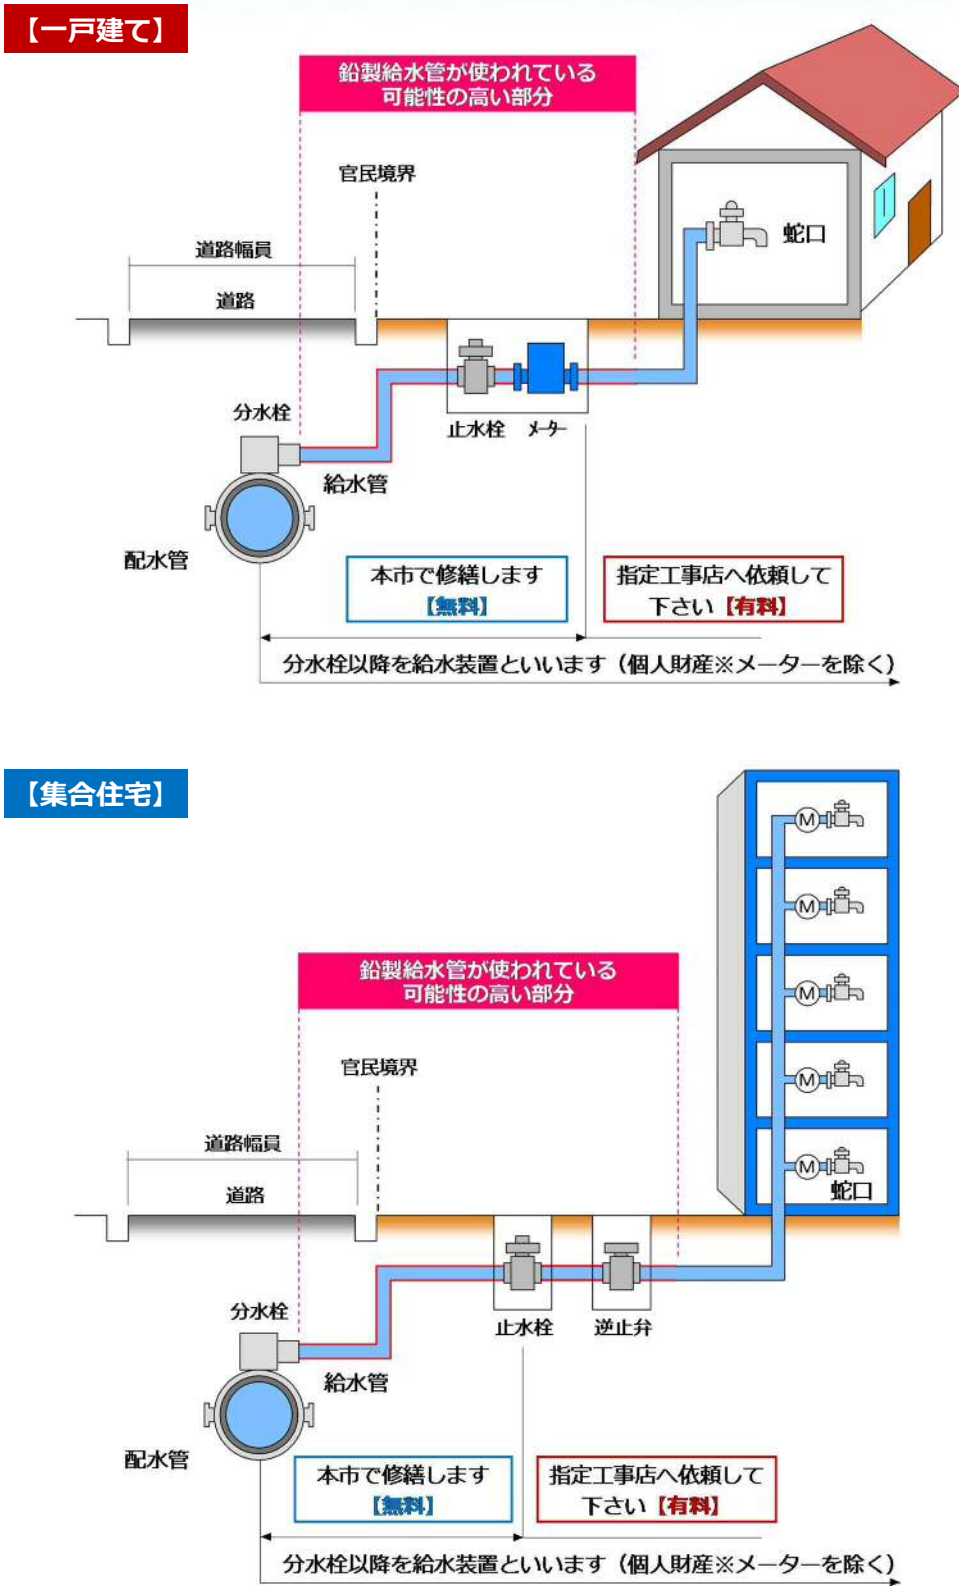 【一戸建て】
鉛製給水管が使われている
可能性の高い部分
官民境界
道路幅員
道路
蛇口
分水栓
止水栓
メーター
給水管
配水管
本市で修繕します
【無料】
指定工事店へ依頼して
下さい【有料】
分水栓以降を給水装置といいます（個人財産※メーターを除く）
【集合住宅】
M
M
M
M
M
蛇口
鉛製給水管が使われている
可能性の高い部分
官民境界
道路幅員
道路
分水栓
止水栓
逆止弁
給水管
配水管
本市で修繕します
【無料】
指定工事店へ依頼して
下さい【有料】
分水栓以降を給水装置といいます（個人財産※メーターを除く）